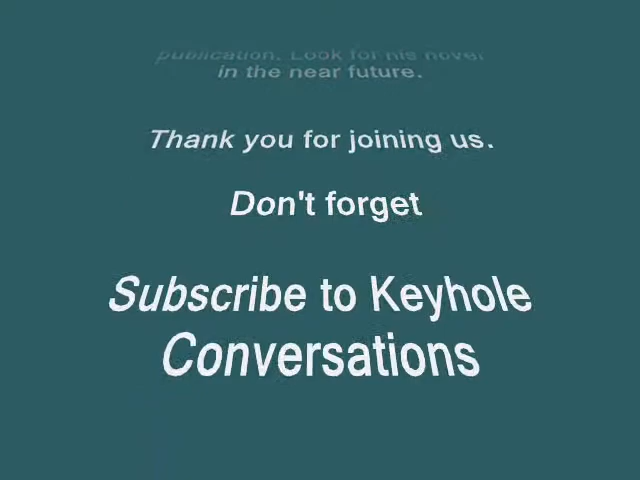 publication. Look for his novel
in the near future.
Thank you for joining us.
Don't forget
Subscribe to Keyhole
Conversations